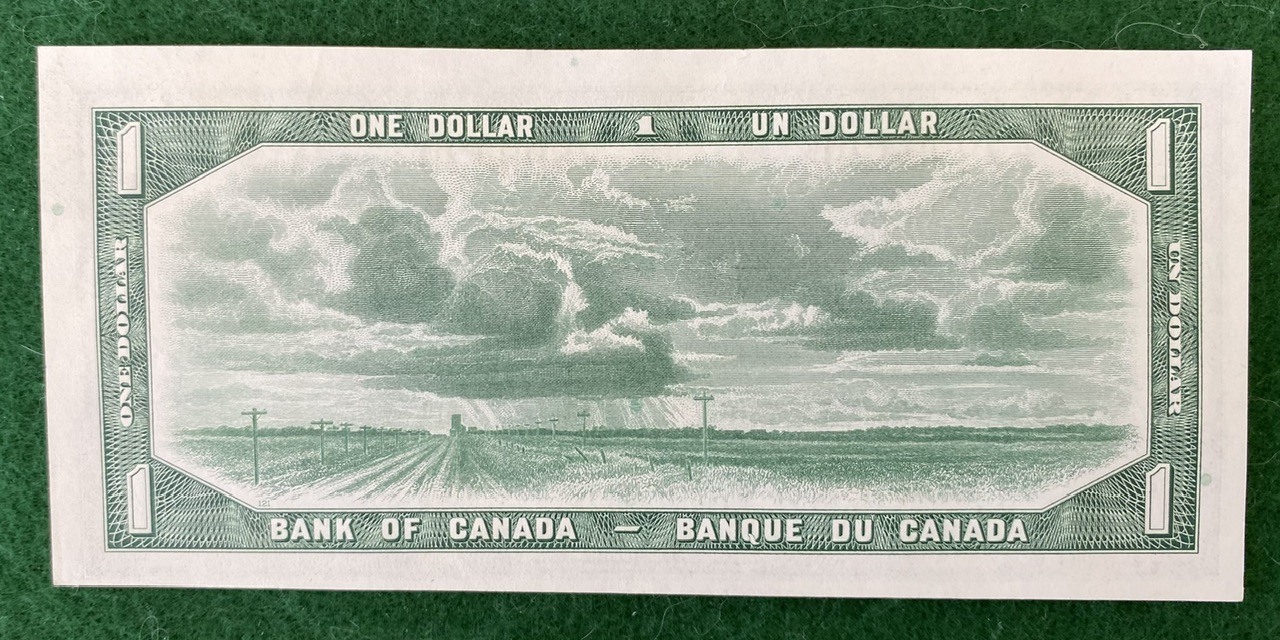 ONE DOLLAR 1 UN DOLLAR
1 1
ONE DOLLAR
UN DOLLAR
1 1
121
BANK OF CANADA – BANQUE DU CANADA